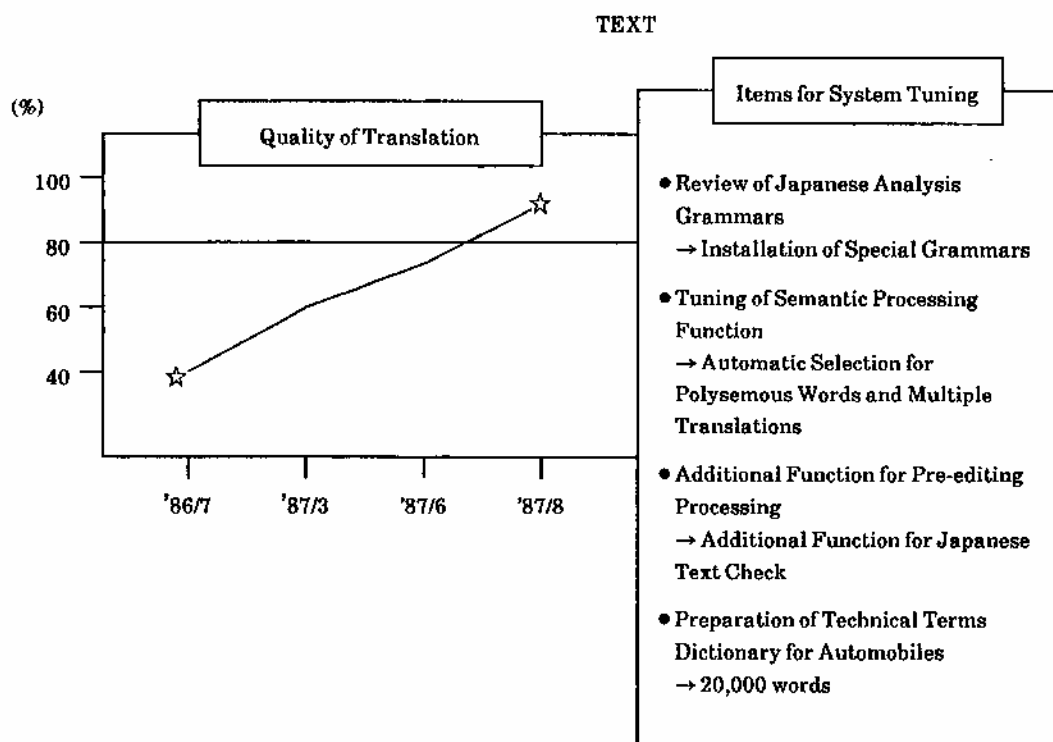 TEXT
(%)
Quality of Translation
100
80
60
40
'86/7 '87/3 '87/6 '87/8
Items for System Tuning
● Review of Japanese Analysis
Grammars
→ Installation of Special Grammars
● Tuning of Semantic Processing
Function
→ Automatic Selection for
Polysemous Words and Multiple
Translations
● Additional Function for Pre-editing
Processing
→ Additional Function for Japanese
Text Check
● Preparation of Technical Terms
Dictionary for Automobiles
→ 20,000 words